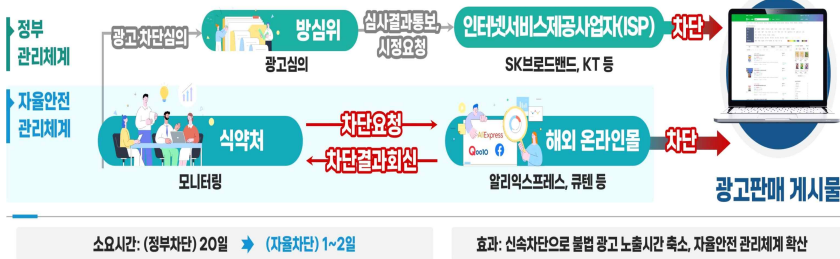 정부
관리체계
광고·차단심의
방심위
광고심의
심사결과통보,
시정요청
인터넷서비스제공사업자(ISP)
SK브로드밴드, KT 등
차단
자율안전
관리체계
식약처
모니터링
차단요청
차단결과회신
AliExpress
Qoo10
해외 온라인몰
알리익스프레스, 큐텐 등
차단
광고판매 게시물
소요시간: (정부차단) 20일 (자율차단) 1~2일
효과: 신속차단으로 불법 광고 노출시간 축소, 자율안전 관리체계 확산